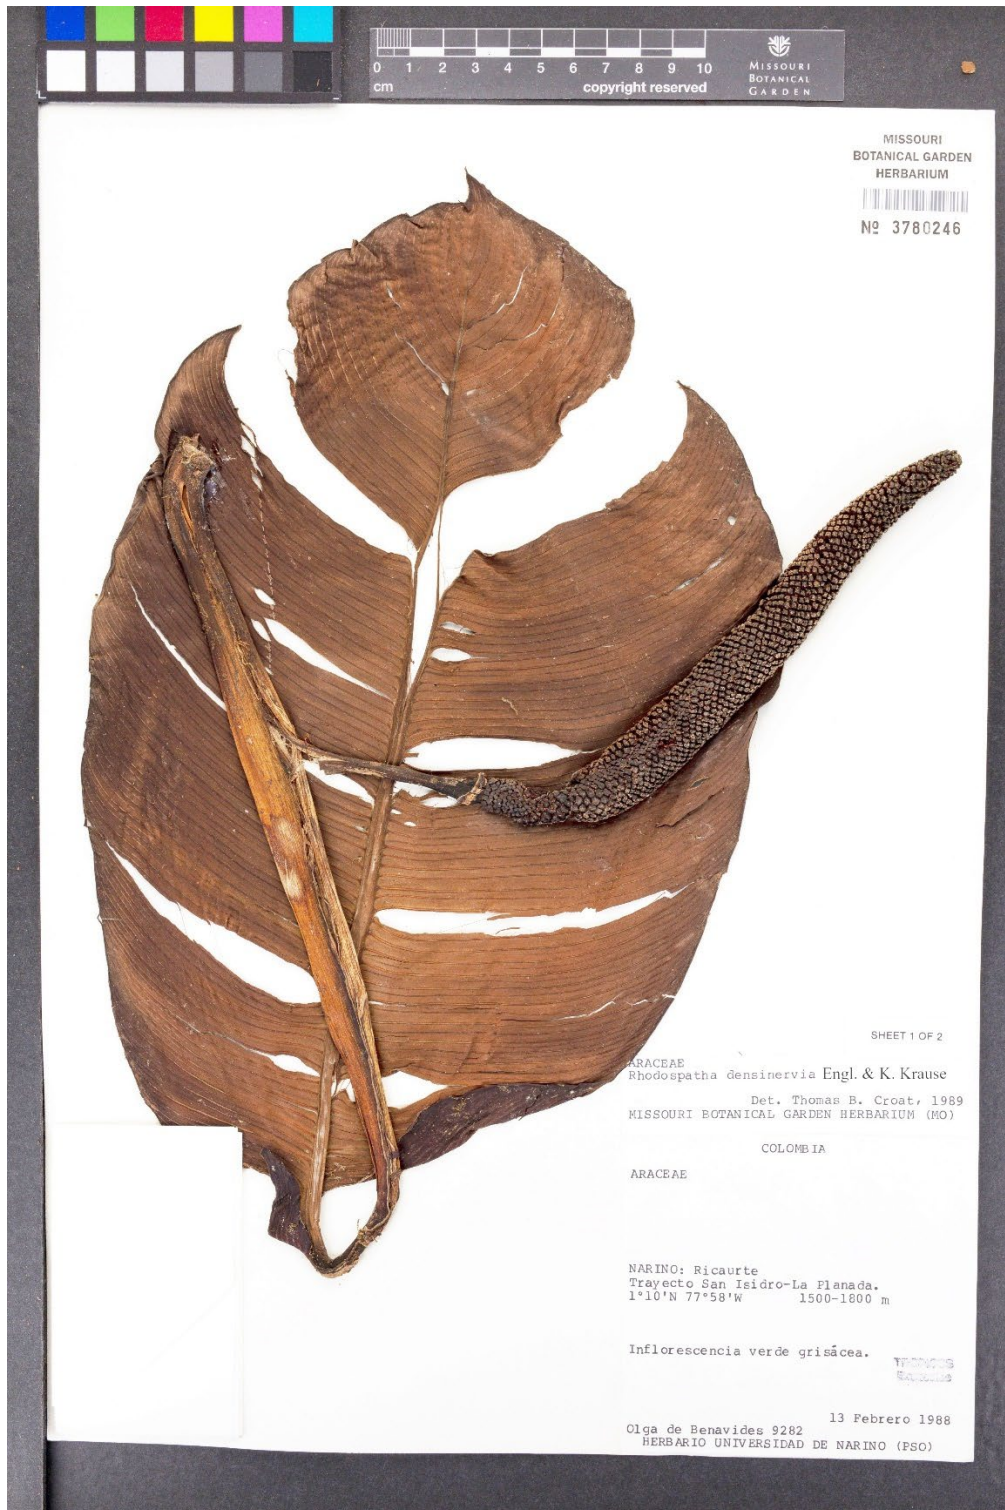 0 1 2 3 4 5 6 7 8 9 10
cm copyright reserved
MISSOURI
BOTANICAL
GARDEN
MISSOURI
BOTANICAL GARDEN
HERBARIUM
№ 3780246
SHEET 1 OF 2
ARACEAE
Rhodospatha densinervia Engl. & K. Krause
Det. Thomas B. Croat, 1989
MISSOURI BOTANICAL GARDEN HERBARIUM (MO)
COLOMBIA
ARACEAE
NARINO: Ricaurte
Trayecto San Isidro-La Planada.
1°10'N 77°58'W 1500-1800 m
Inflorescencia verde grisácea.
TROPICOS
13 Febrero 1988
Olga de Benavides 9282
HERBARIO UNIVERSIDAD DE NARINO (PSO)